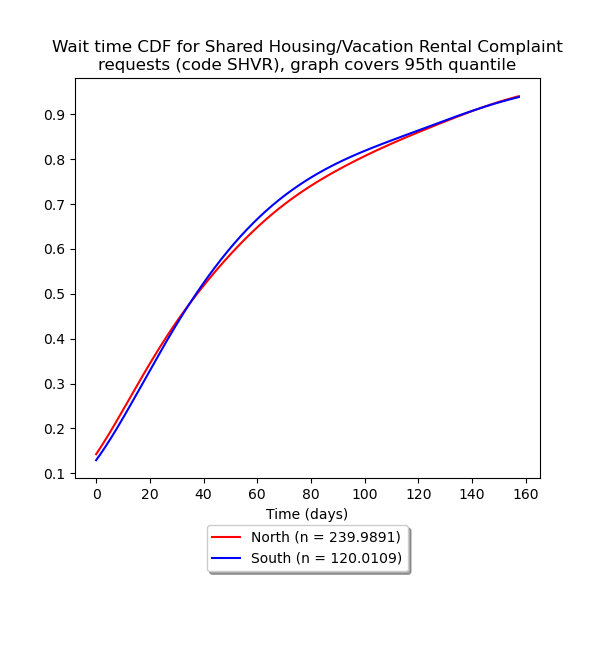 Wait time CDF for Shared Housing/Vacation Rental Complaint
requests (code SHVR), graph covers 95th quantile
0.9
0.8
0.7
0.6
0.5
0.4
0.3
0.2
0.1
0 20 40 60 80 100 120 140 160
Time (days)
North (n = 239.9891)
South (n = 120.0109)